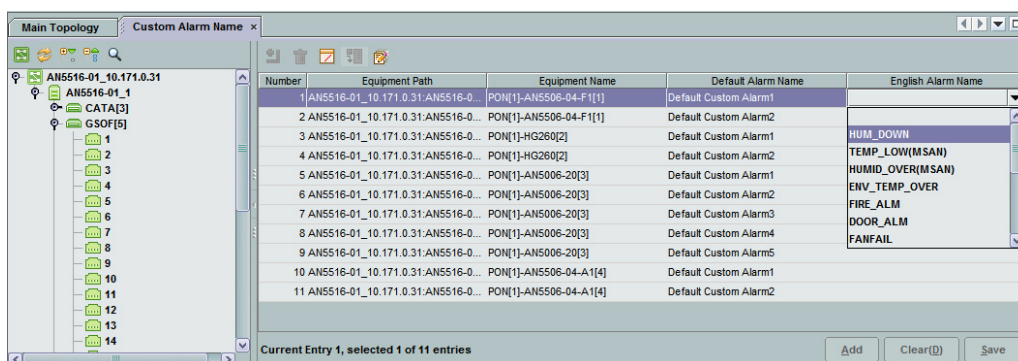 Main Topology
Custom Alarm Name ×
AN5516-01_10.171.0.31
AN5516-01_1
CATA[3]
GSOF[5]
1
2
3
4
5
6
7
8
9
10
11
12
13
14
Number Equipment Path Equipment Name Default Alarm Name English Alarm Name
1 AN5516-01_10.171.0.31:AN5516-0... PON[1]-AN5506-04-F1[1] Default Custom Alarm1
2 AN5516-01_10.171.0.31:AN5516-0... PON[1]-AN5506-04-F1[1] Default Custom Alarm2
3 AN5516-01_10.171.0.31:AN5516-0... PON[1]-HG260[2] Default Custom Alarm1
4 AN5516-01_10.171.0.31:AN5516-0... PON[1]-HG260[2] Default Custom Alarm2
5 AN5516-01_10.171.0.31:AN5516-0... PON[1]-AN5006-20[3] Default Custom Alarm1
6 AN5516-01_10.171.0.31:AN5516-0... PON[1]-AN5006-20[3] Default Custom Alarm2
7 AN5516-01_10.171.0.31:AN5516-0... PON[1]-AN5006-20[3] Default Custom Alarm3
8 AN5516-01_10.171.0.31:AN5516-0... PON[1]-AN5006-20[3] Default Custom Alarm4
9 AN5516-01_10.171.0.31:AN5516-0... PON[1]-AN5006-20[3] Default Custom Alarm5
10 AN5516-01_10.171.0.31:AN5516-0... PON[1]-AN5506-04-A1[4] Default Custom Alarm1
11 AN5516-01_10.171.0.31:AN5516-0... PON[1]-AN5506-04-A1[4] Default Custom Alarm2
HUM_DOWN
TEMP_LOW(MSAN)
HUMID_OVER(MSAN)
ENV_TEMP_OVER
FIRE_ALM
DOOR_ALM
FANFAIL
Current Entry 1, selected 1 of 11 entries
Add Clear(D) Save